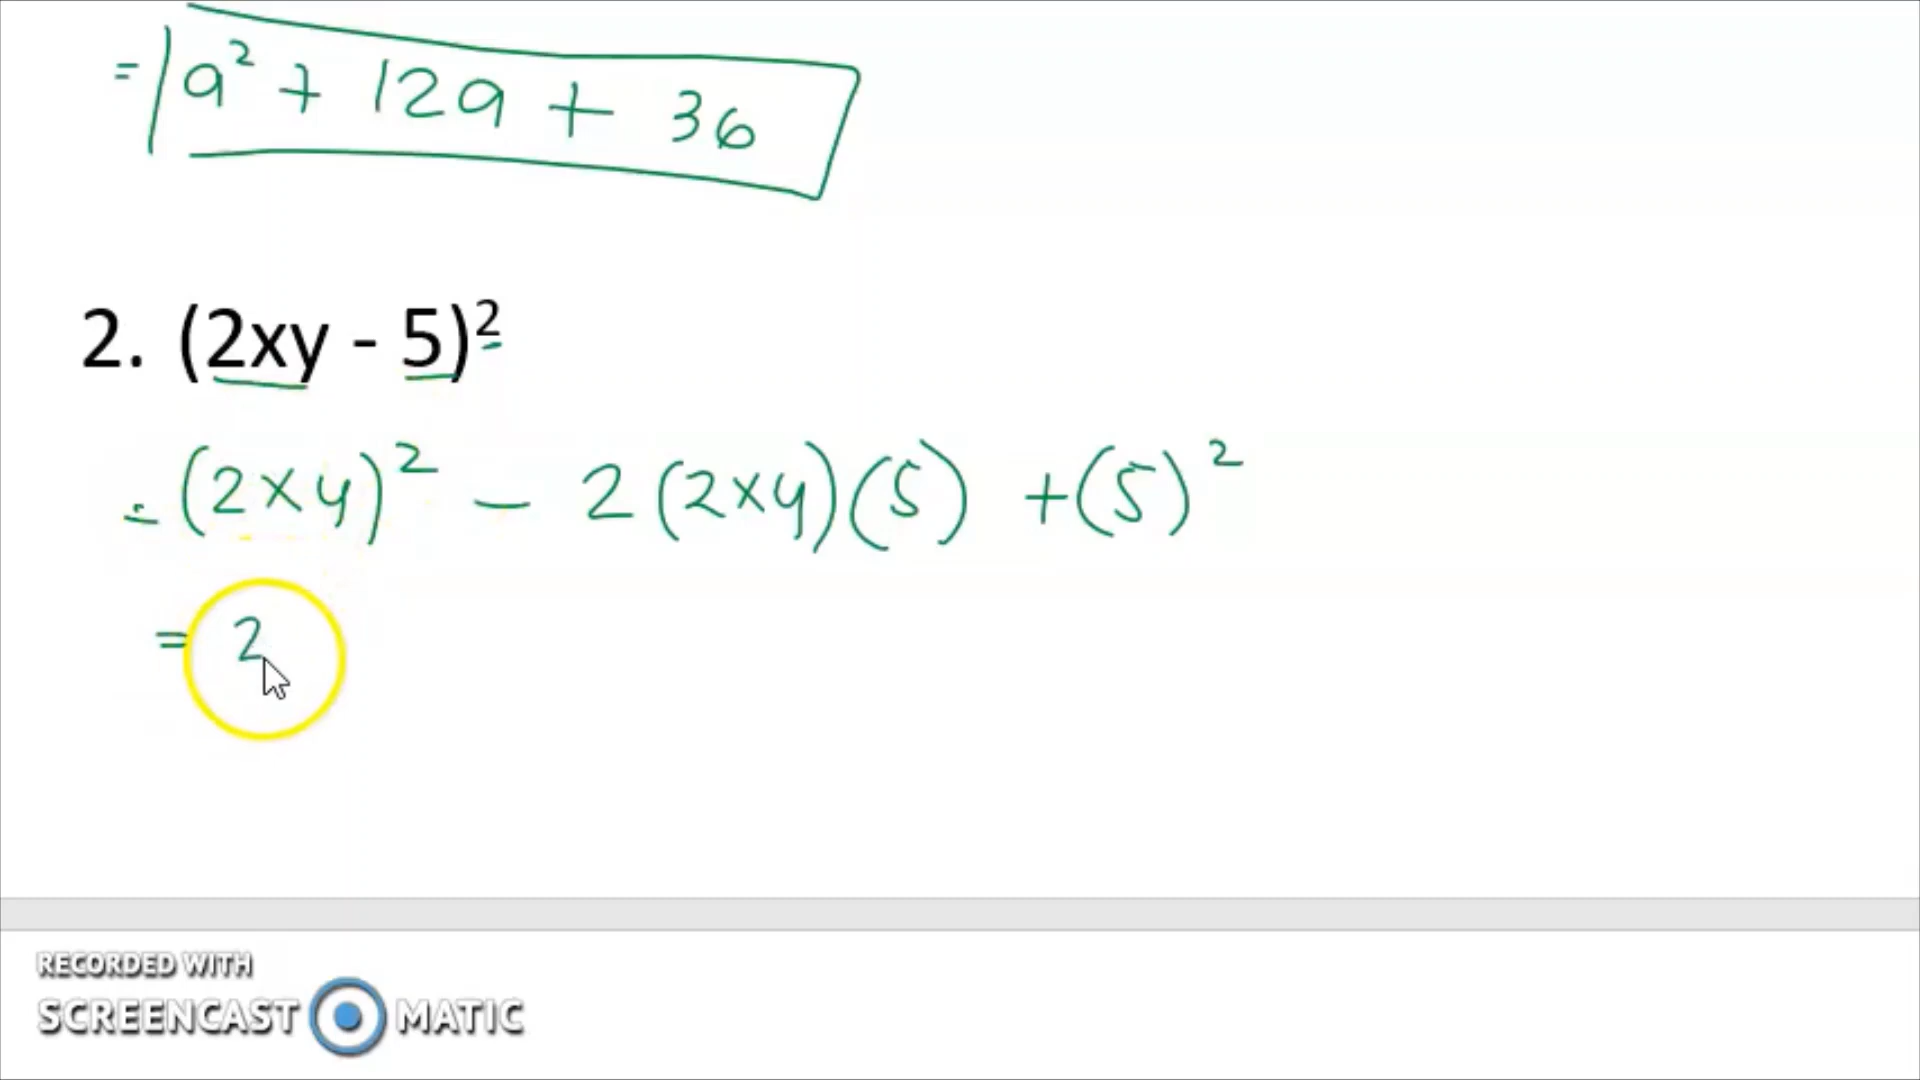 = a² + 12a + 36
2. (2xy - 5)²
= (2xy)² - 2(2xy)(5) + (5)²
= 2
RECORDED WITH
SCREENCAST MATIC